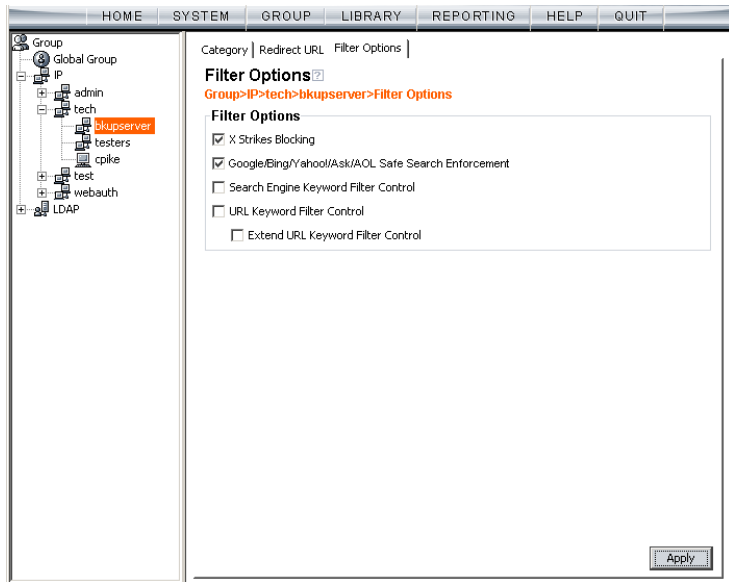 HOME SYSTEM GROUP LIBRARY REPORTING HELP QUIT
Group
Global Group
IP
admin
tech
bkupserver
testers
cpike
test
webauth
LDAP
Category Redirect URL Filter Options
Filter Options ?
Group>IP>tech>bkupserver>Filter Options
Filter Options
X Strikes Blocking
Google/Bing/Yahoo!/Ask/AOL Safe Search Enforcement
Search Engine Keyword Filter Control
URL Keyword Filter Control
Extend URL Keyword Filter Control
Apply